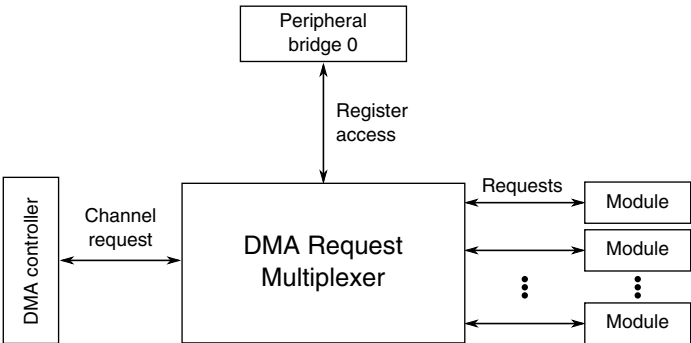 Peripheral
bridge 0
Register
access
Requests
Module
Channel
request
DMA controller
DMA Request
Multiplexer
Module
Module